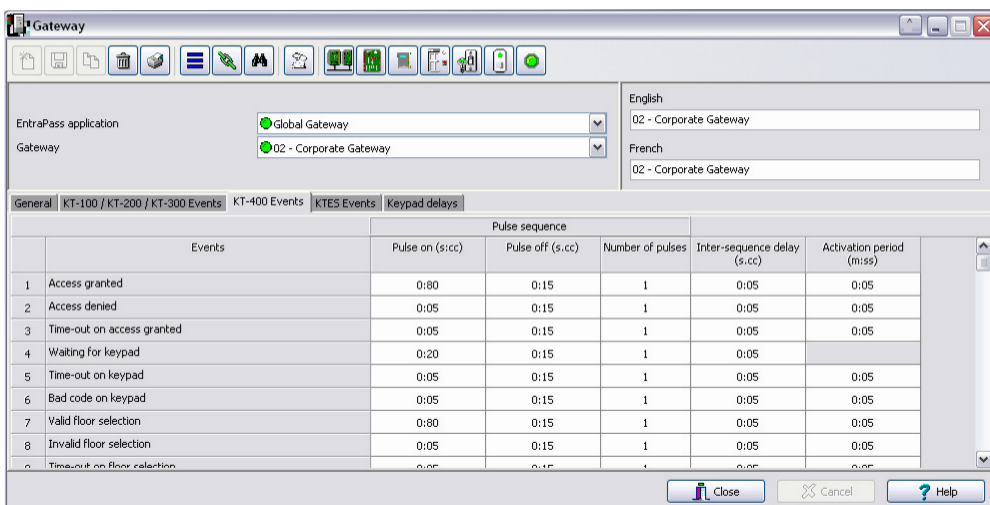 Gateway
English
EntraPass application Global Gateway 02 - Corporate Gateway
Gateway 02 - Corporate Gateway French
02 - Corporate Gateway
General KT-100 / KT-200 / KT-300 Events KT-400 Events KTES Events Keypad delays
Pulse sequence
Events Pulse on (s:cc) Pulse off (s.cc) Number of pulses Inter-sequence delay (s.cc) Activation period (m:ss)
1 Access granted 0:80 0:15 1 0:05 0:05
2 Access denied 0:05 0:15 1 0:05 0:05
3 Time-out on access granted 0:05 0:15 1 0:05 0:05
4 Waiting for keypad 0:20 0:15 1 0:05
5 Time-out on keypad 0:05 0:15 1 0:05 0:05
6 Bad code on keypad 0:05 0:15 1 0:05 0:05
7 Valid floor selection 0:80 0:15 1 0:05 0:05
8 Invalid floor selection 0:05 0:15 1 0:05 0:05
Time-out on floor selection
Close Cancel ? Help